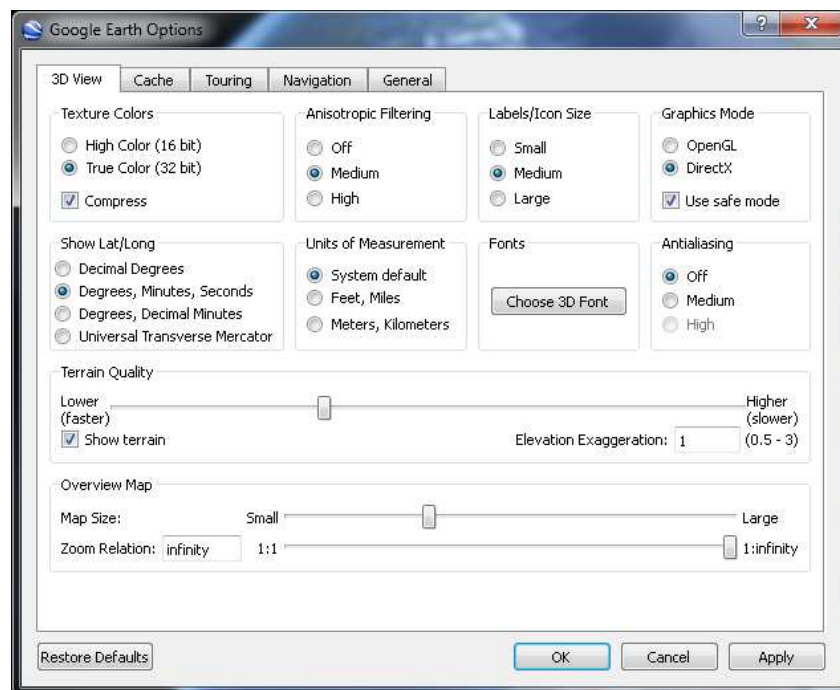 Google Earth Options
3D View Cache Touring Navigation General
Texture Colors
High Color (16 bit)
True Color (32 bit)
Compress
Anisotropic Filtering
Off
Medium
High
Labels/Icon Size
Small
Medium
Large
Graphics Mode
OpenGL
DirectX
Use safe mode
Show Lat/Long
Decimal Degrees
Degrees, Minutes, Seconds
Degrees, Decimal Minutes
Universal Transverse Mercator
Units of Measurement
System default
Feet, Miles
Meters, Kilometers
Fonts
Choose 3D Font
Antialiasing
Off
Medium
High
Terrain Quality
Lower
(faster)
Higher
(slower)
Show terrain
Elevation Exaggeration: 1 (0.5 - 3)
Overview Map
Map Size: Small Large
Zoom Relation: infinity 1:1 1:infinity
Restore Defaults OK Cancel Apply